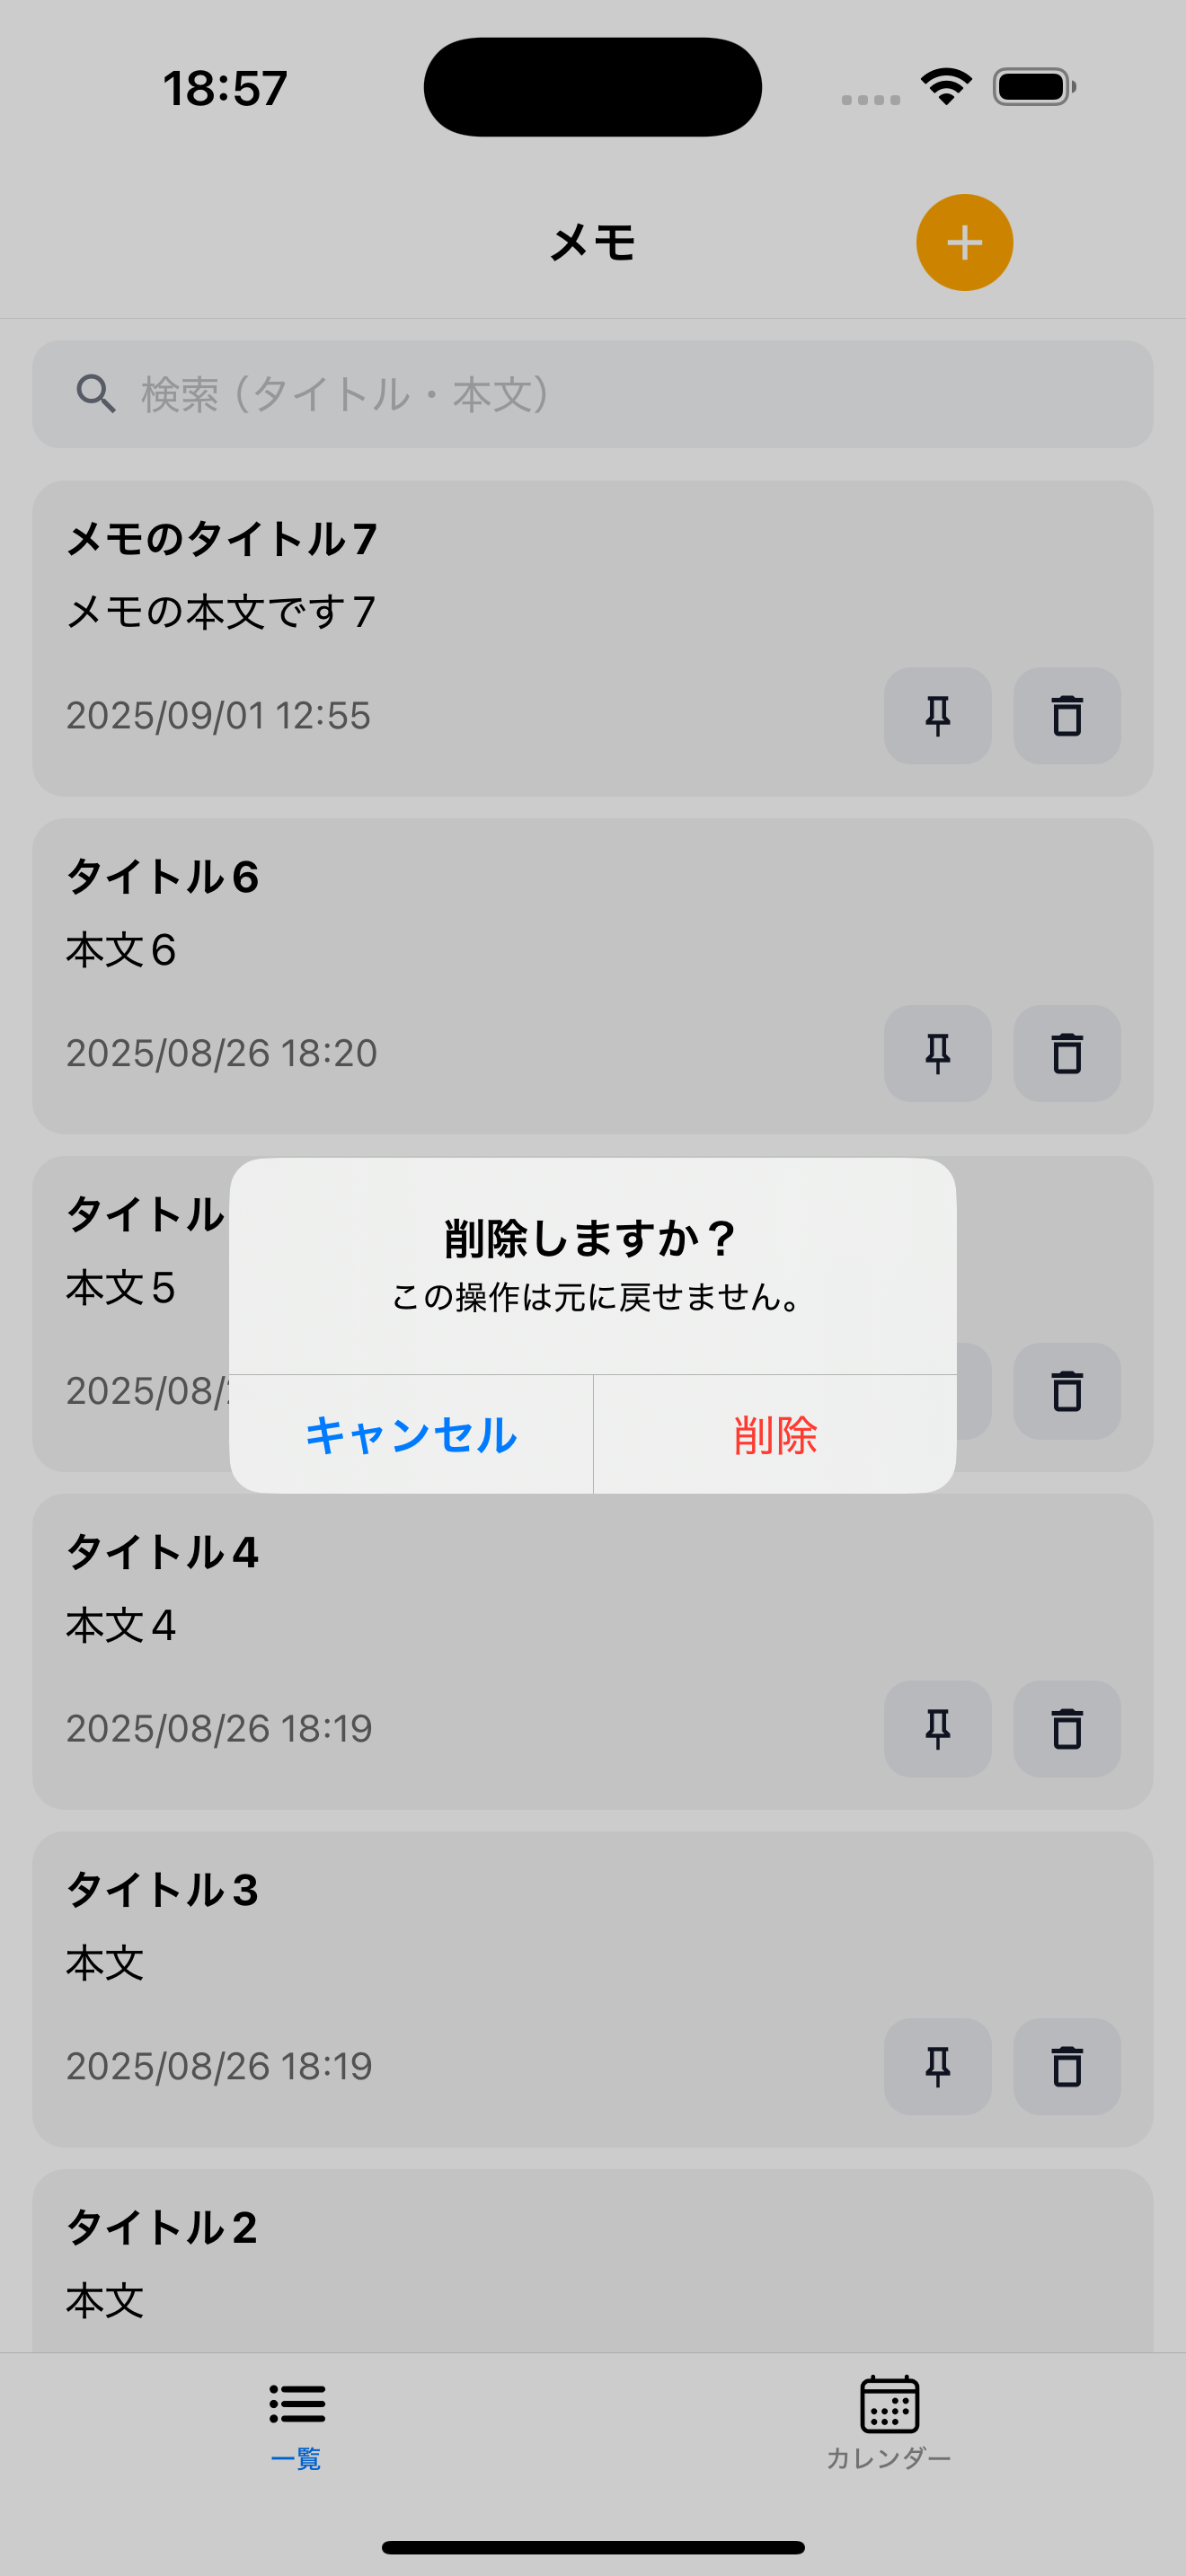 18:57
メモ
検索（タイトル・本文）
メモのタイトル7
メモの本文です7
2025/09/01 12:55
タイトル6
本文6
2025/08/26 18:20
タイトル
本文5
2025/08/
削除しますか？
この操作は元に戻せません。
キャンセル
削除
タイトル4
本文4
2025/08/26 18:19
タイトル3
本文
2025/08/26 18:19
タイトル2
本文
一覧
カレンダー